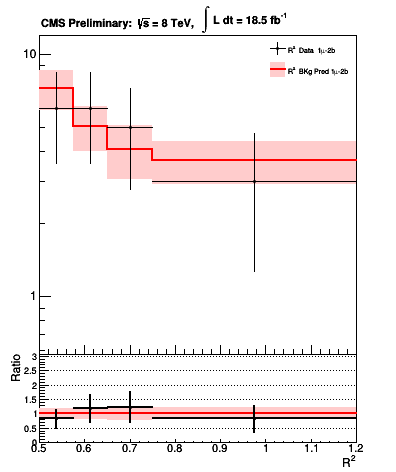 CMS Preliminary: √s = 8 TeV, ∫ L dt = 18.5 fb⁻¹
10
R² Data 1μ-2b
R² BKg Pred 1μ-2b
1
Ratio
3
2.5
2
1.5
1
0.5
0
0.5 0.6 0.7 0.8 0.9 1 1.1 1.2
R²